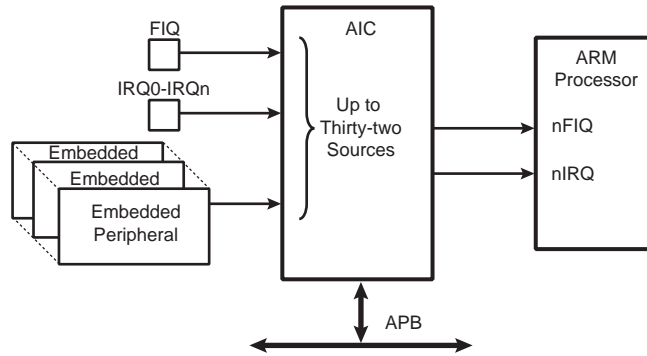 FIQ
IRQ0-IRQn
Embedded
Embedded
Embedded
Peripheral
AIC
Up to
Thirty-two
Sources
ARM
Processor
nFIQ
nIRQ
APB